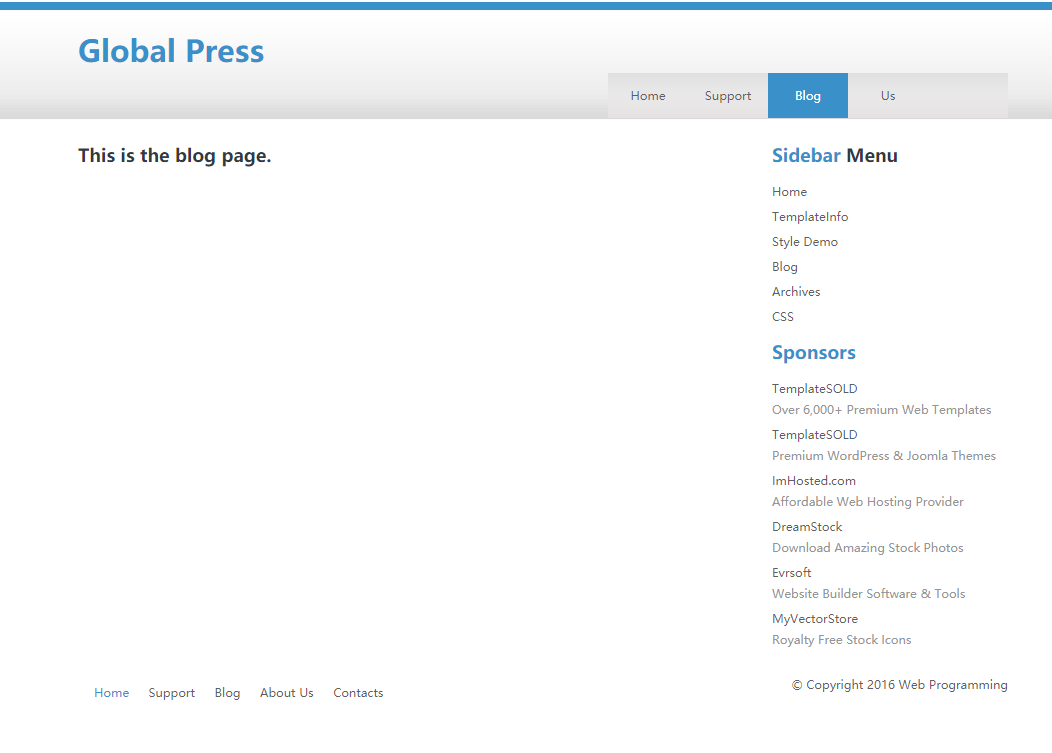 Global Press
Home Support Blog Us
This is the blog page.
Sidebar Menu
Home
TemplateInfo
Style Demo
Blog
Archives
CSS
Sponsors
TemplateSOLD
Over 6,000+ Premium Web Templates
TemplateSOLD
Premium WordPress & Joomla Themes
ImHosted.com
Affordable Web Hosting Provider
DreamStock
Download Amazing Stock Photos
Evrsoft
Website Builder Software & Tools
MyVectorStore
Royalty Free Stock Icons
Home Support Blog About Us Contacts
© Copyright 2016 Web Programming